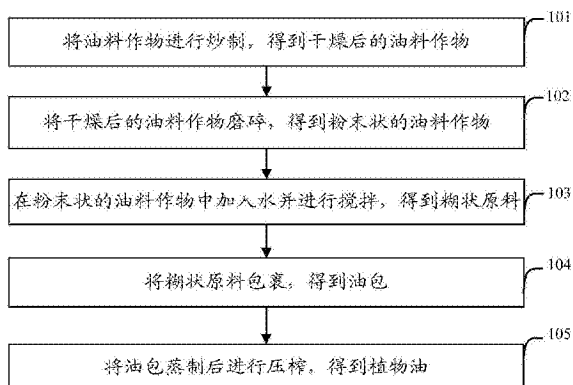 101
将油料作物进行炒制，得到干燥后的油料作物
102
将干燥后的油料作物磨碎，得到粉末状的油料作物
103
在粉末状的油料作物中加入水并进行搅拌，得到糊状原料
104
将糊状原料包裹，得到油包
105
将油包蒸制后进行压榨，得到植物油